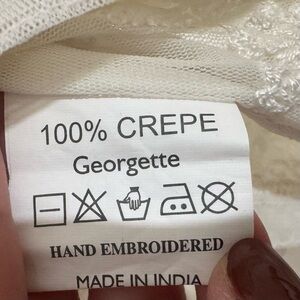 100% CREPE
Georgette
HAND EMBROIDERED
MADE IN INDIA